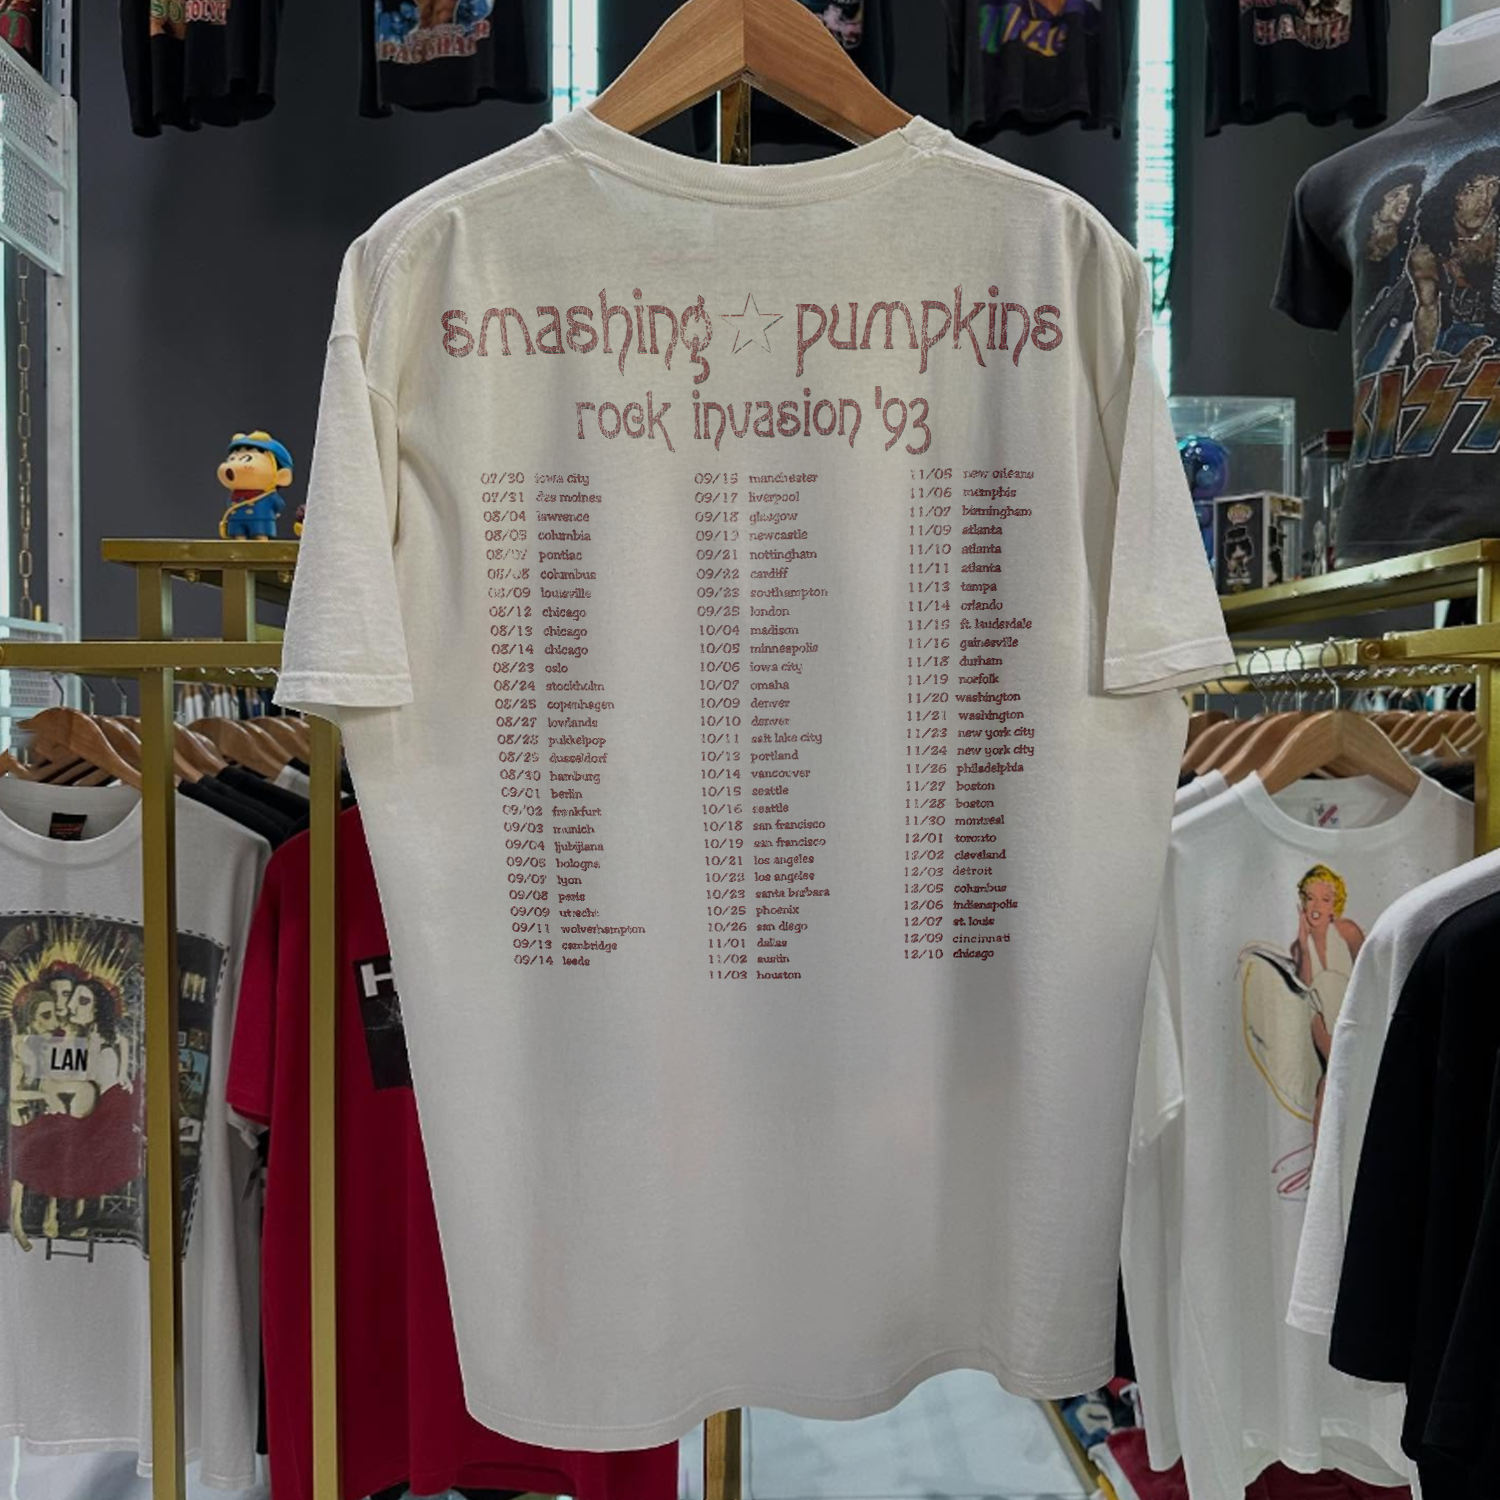 smashing pumpkins
rock invasion '93
07/30 iowa city
07/31 des moines
08/04 lawrence
08/05 columbia
08/07 pontiac
08/08 columbus
08/09 louisville
08/12 chicago
08/13 chicago
08/14 chicago
08/23 oslo
08/24 stockholm
08/25 copenhagen
08/27 lowlands
08/28 pukkelpop
08/29 dusseldorf
08/30 hamburg
09/01 berlin
09/02 frankfurt
09/03 munich
09/04 ljubijiana
09/05 bologna
09/07 lyon
09/08 paris
09/09 utrecht
09/11 wolverhampton
09/13 cambridge
09/14 leeds
09/15 manchester
09/17 liverpool
09/18 glasgow
09/19 newcastle
09/21 nottingham
09/22 cardiff
09/23 southampton
09/25 london
10/04 madison
10/05 minneapolis
10/06 iowa city
10/07 omaha
10/09 denver
10/10 denver
10/11 salt lake city
10/13 portland
10/14 vancouver
10/15 seattle
10/16 seattle
10/18 san francisco
10/19 san francisco
10/21 los angeles
10/22 los angeles
10/23 santa barbara
10/25 phoenix
10/26 san diego
11/01 dallas
11/02 austin
11/03 houston
11/05 new orleans
11/06 memphis
11/07 birmingham
11/09 atlanta
11/10 atlanta
11/11 atlanta
11/13 tampa
11/14 orlando
11/15 ft. lauderdale
11/16 gainesville
11/18 durham
11/19 norfolk
11/20 washington
11/21 washington
11/23 new york city
11/24 new york city
11/26 philadelphia
11/27 boston
11/28 boston
11/30 montreal
12/01 toronto
12/02 cleveland
12/03 detroit
12/05 columbus
12/06 indianapolis
12/07 st. louis
12/09 cincinnati
12/10 chicago
KISS
LAN
H